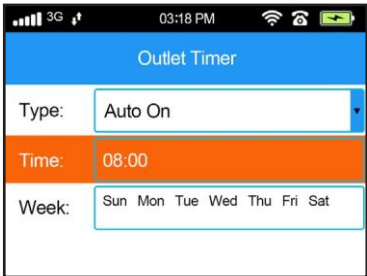 3G 03:18 PM
Outlet Timer
Type: Auto On
Time: 08:00
Week: Sun Mon Tue Wed Thu Fri Sat